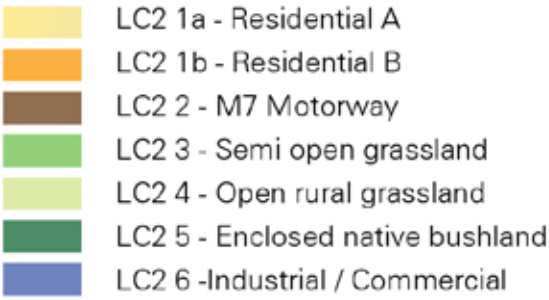 LC2 1a - Residential A
LC2 1b - Residential B
LC2 2 - M7 Motorway
LC2 3 - Semi open grassland
LC2 4 - Open rural grassland
LC2 5 - Enclosed native bushland
LC2 6 -Industrial / Commercial